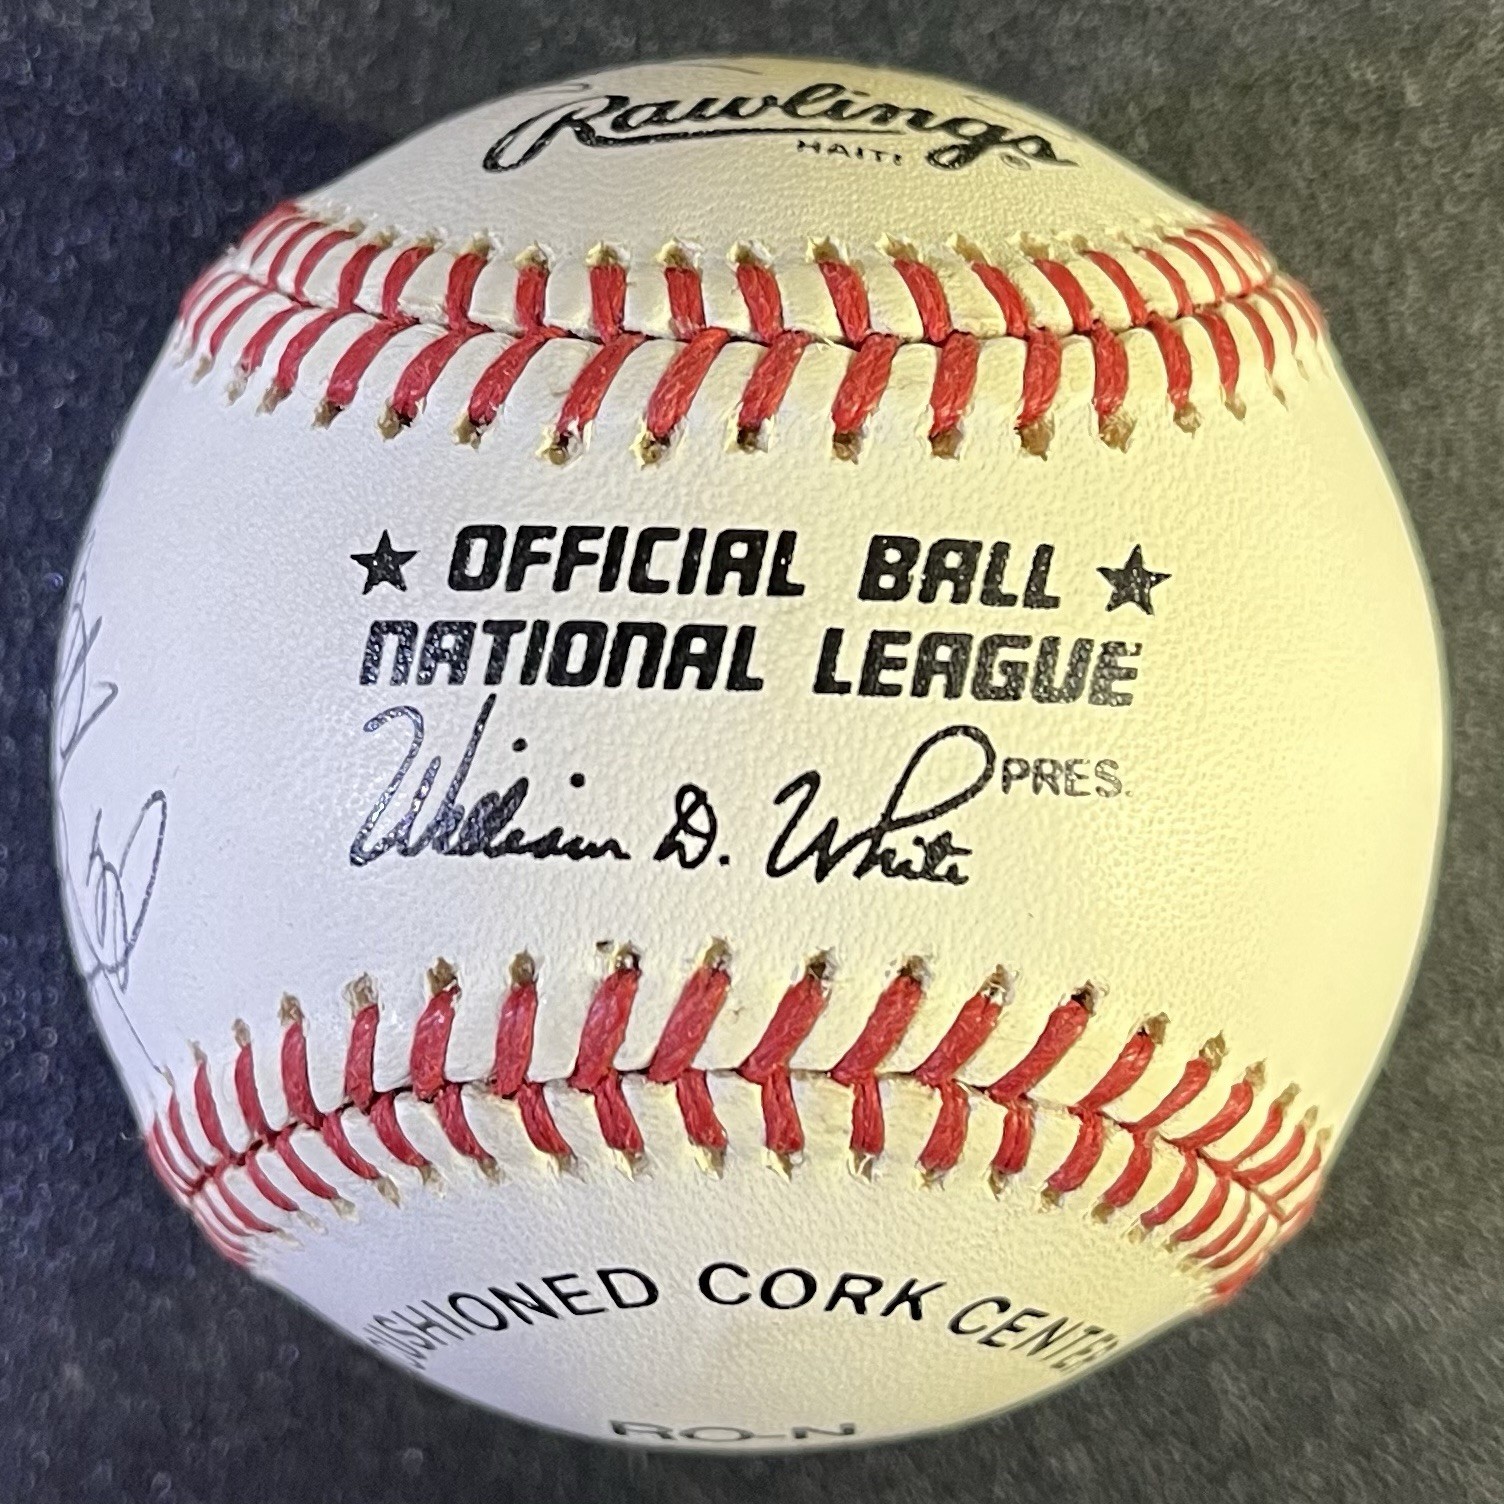 Rawlings®
HAITI
★ OFFICIAL BALL ★
NATIONAL LEAGUE
William D. White PRES.
CUSHIONED CORK CENTER
RO-N